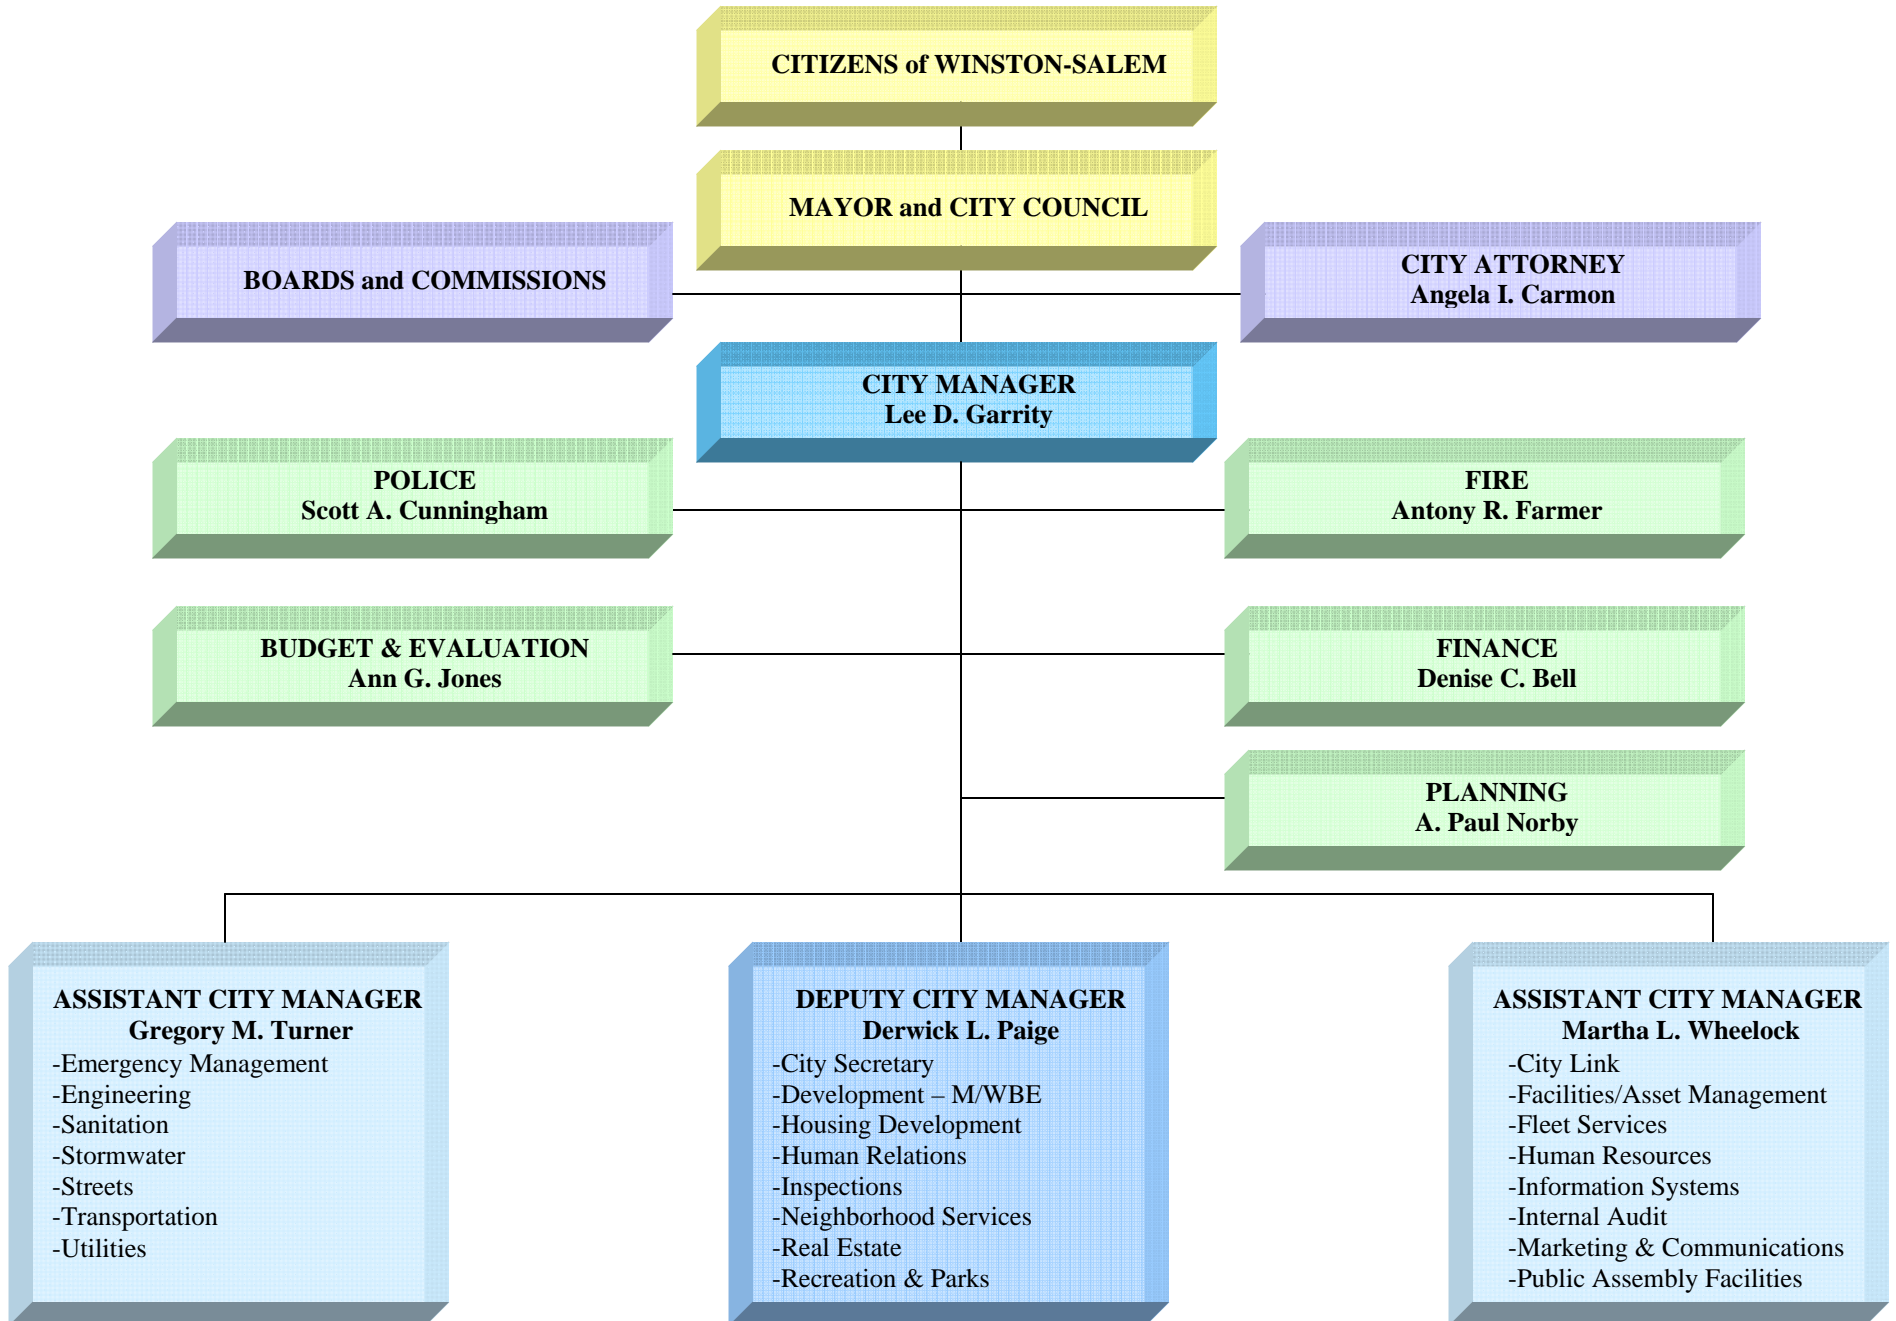 CITIZENS of WINSTON-SALEM
MAYOR and CITY COUNCIL
BOARDS and COMMISSIONS
CITY ATTORNEY
Angela I. Carmon
CITY MANAGER
Lee D. Garrity
POLICE
Scott A. Cunningham
FIRE
Antony R. Farmer
BUDGET & EVALUATION
Ann G. Jones
FINANCE
Denise C. Bell
PLANNING
A. Paul Norby
ASSISTANT CITY MANAGER
Gregory M. Turner
-Emergency Management
-Engineering
-Sanitation
-Stormwater
-Streets
-Transportation
-Utilities
DEPUTY CITY MANAGER
Derwick L. Paige
-City Secretary
-Development – M/WBE
-Housing Development
-Human Relations
-Inspections
-Neighborhood Services
-Real Estate
-Recreation & Parks
ASSISTANT CITY MANAGER
Martha L. Wheelock
-City Link
-Facilities/Asset Management
-Fleet Services
-Human Resources
-Information Systems
-Internal Audit
-Marketing & Communications
-Public Assembly Facilities